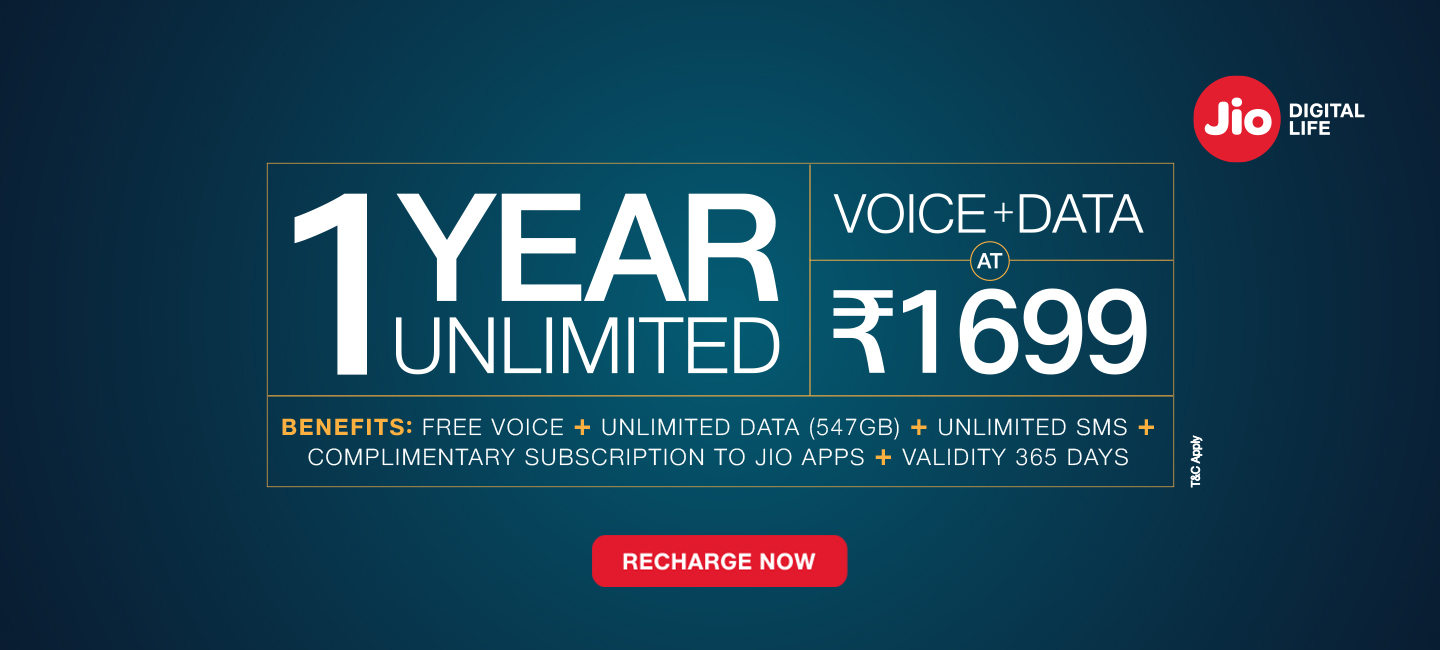 Jio DIGITAL
LIFE
1 YEAR
UNLIMITED
VOICE+DATA
AT
₹1699
BENEFITS: FREE VOICE + UNLIMITED DATA (547GB) + UNLIMITED SMS +
COMPLIMENTARY SUBSCRIPTION TO JIO APPS + VALIDITY 365 DAYS
T&C Apply
RECHARGE NOW